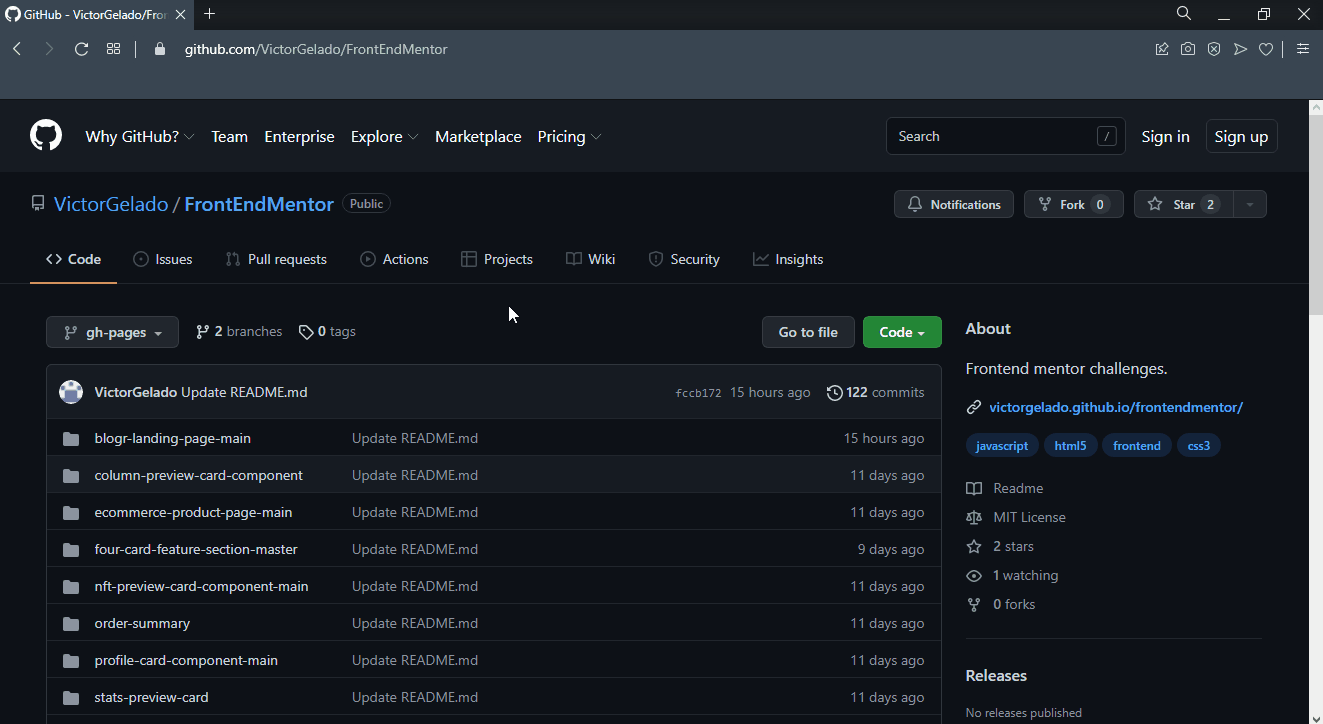 GitHub - VictorGelado/Fror
github.com/VictorGelado/FrontEndMentor
Why GitHub? Team Enterprise Explore Marketplace Pricing Search / Sign in Sign up
VictorGelado / FrontEndMentor Public Notifications Fork 0 Star 2
Code Issues Pull requests Actions Projects Wiki Security Insights
gh-pages 2 branches 0 tags Go to file Code
VictorGelado Update README.md fccb172 15 hours ago 122 commits
blogr-landing-page-main Update README.md 15 hours ago
column-preview-card-component Update README.md 11 days ago
ecommerce-product-page-main Update README.md 11 days ago
four-card-feature-section-master Update README.md 9 days ago
nft-preview-card-component-main Update README.md 11 days ago
order-summary Update README.md 11 days ago
profile-card-component-main Update README.md 11 days ago
stats-preview-card Update README.md 11 days ago
About
Frontend mentor challenges.
victorgelado.github.io/frontendmentor/
javascript html5 frontend css3
Readme
MIT License
2 stars
1 watching
0 forks
Releases
No releases published